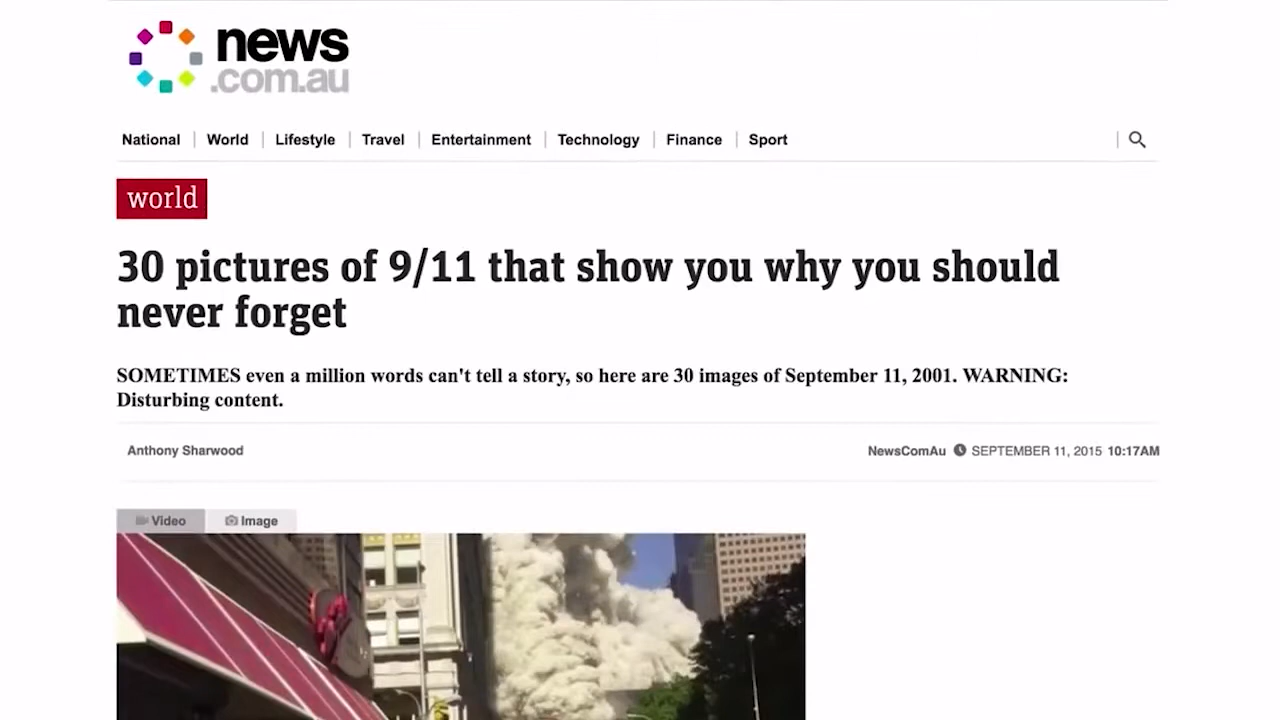 news
.com.au
National World Lifestyle Travel Entertainment Technology Finance Sport
world
30 pictures of 9/11 that show you why you should
never forget
SOMETIMES even a million words can't tell a story, so here are 30 images of September 11, 2001. WARNING:
Disturbing content.
Anthony Sharwood NewsComAu SEPTEMBER 11, 2015 10:17AM
Video Image